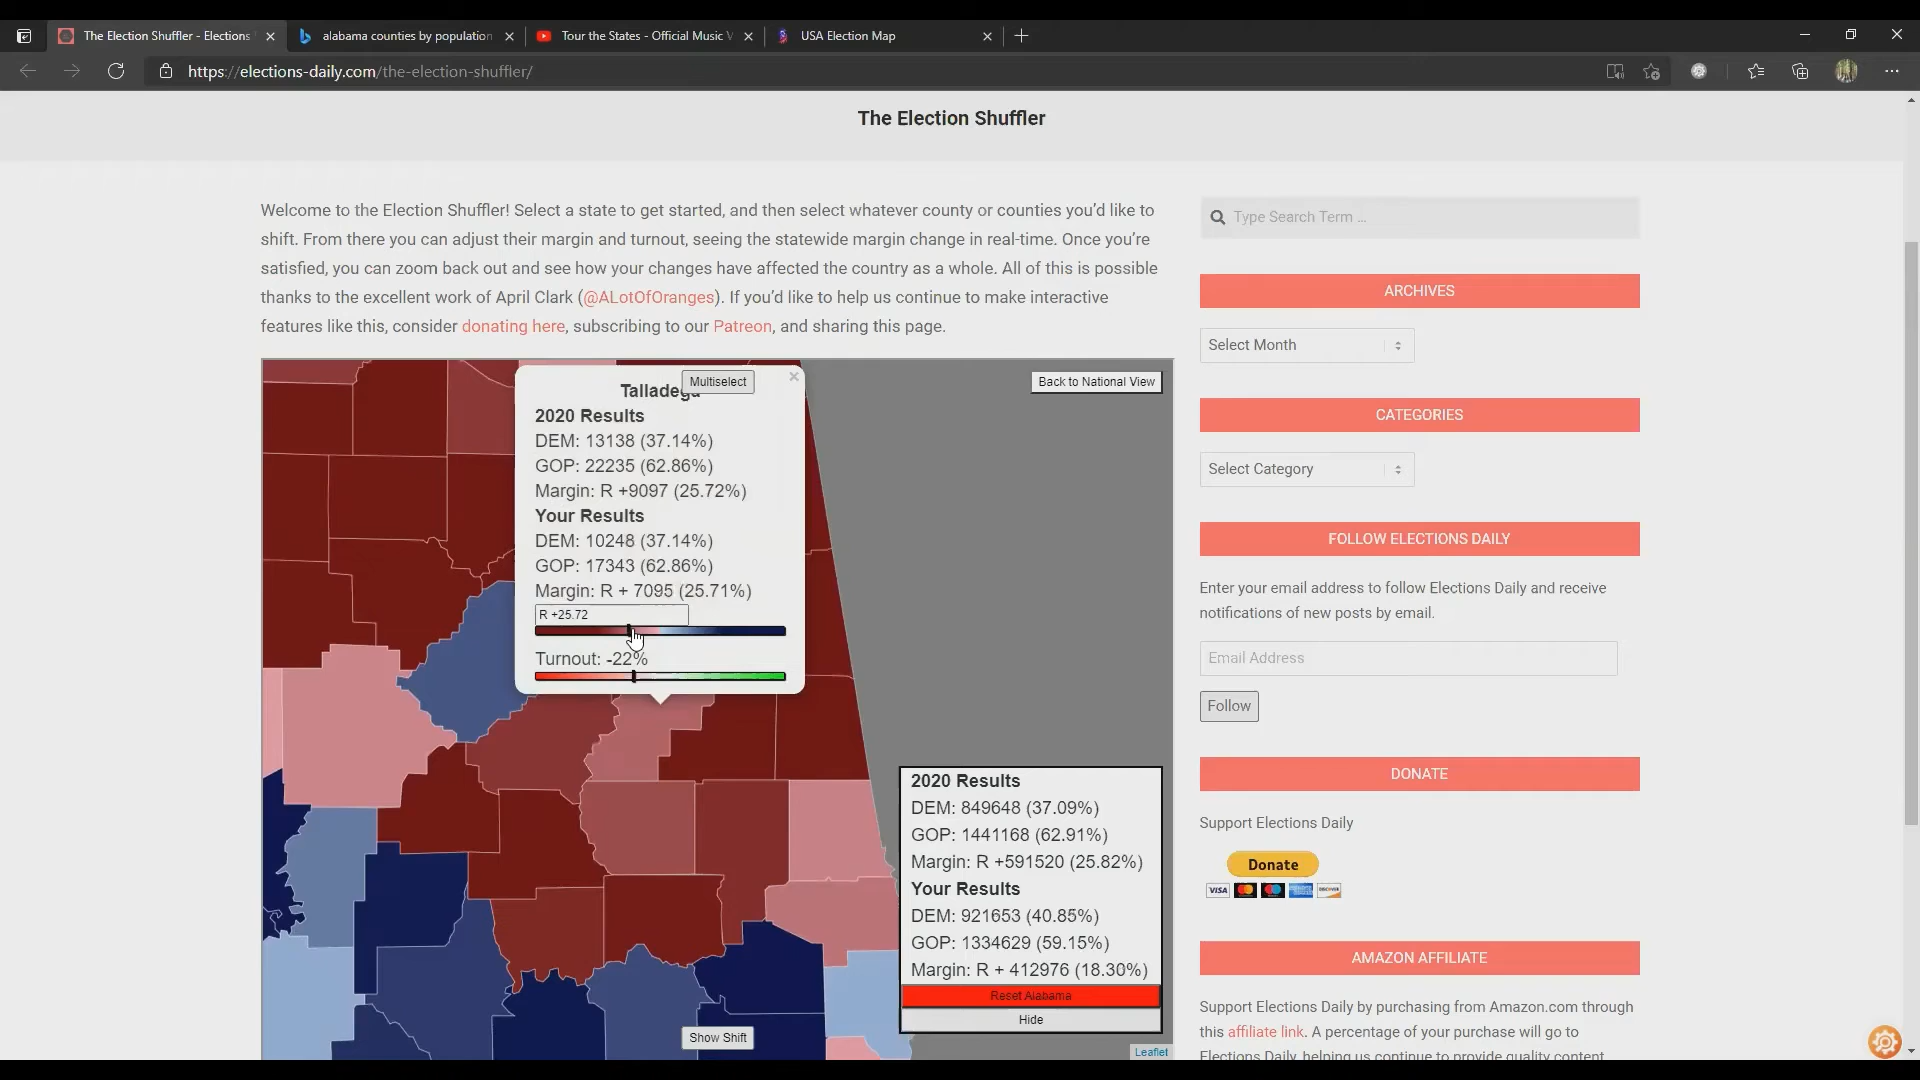 The Election Shuffler - Elections
alabama counties by population
Tour the States - Official Music V
USA Election Map
https://elections-daily.com/the-election-shuffler/
The Election Shuffler
Welcome to the Election Shuffler! Select a state to get started, and then select whatever county or counties you'd like to
shift. From there you can adjust their margin and turnout, seeing the statewide margin change in real-time. Once you're
satisfied, you can zoom back out and see how your changes have affected the country as a whole. All of this is possible
thanks to the excellent work of April Clark (@ALotOfOranges). If you'd like to help us continue to make interactive
features like this, consider donating here, subscribing to our Patreon, and sharing this page.
Multiselect
Back to National View
Talladega
2020 Results
DEM: 13138 (37.14%)
GOP: 22235 (62.86%)
Margin: R +9097 (25.72%)
Your Results
DEM: 10248 (37.14%)
GOP: 17343 (62.86%)
Margin: R + 7095 (25.71%)
R +25.72
Turnout: -22%
2020 Results
DEM: 849648 (37.09%)
GOP: 1441168 (62.91%)
Margin: R +591520 (25.82%)
Your Results
DEM: 921653 (40.85%)
GOP: 1334629 (59.15%)
Margin: R + 412976 (18.30%)
Reset Alabama
Hide
Show Shift
Leaflet
Type Search Term ...
ARCHIVES
Select Month
CATEGORIES
Select Category
FOLLOW ELECTIONS DAILY
Enter your email address to follow Elections Daily and receive
notifications of new posts by email.
Email Address
Follow
DONATE
Support Elections Daily
Donate
VISA
DISCOVER
AMAZON AFFILIATE
Support Elections Daily by purchasing from Amazon.com through
this affiliate link. A percentage of your purchase will go to
Elections Daily, helping us continue to provide quality content